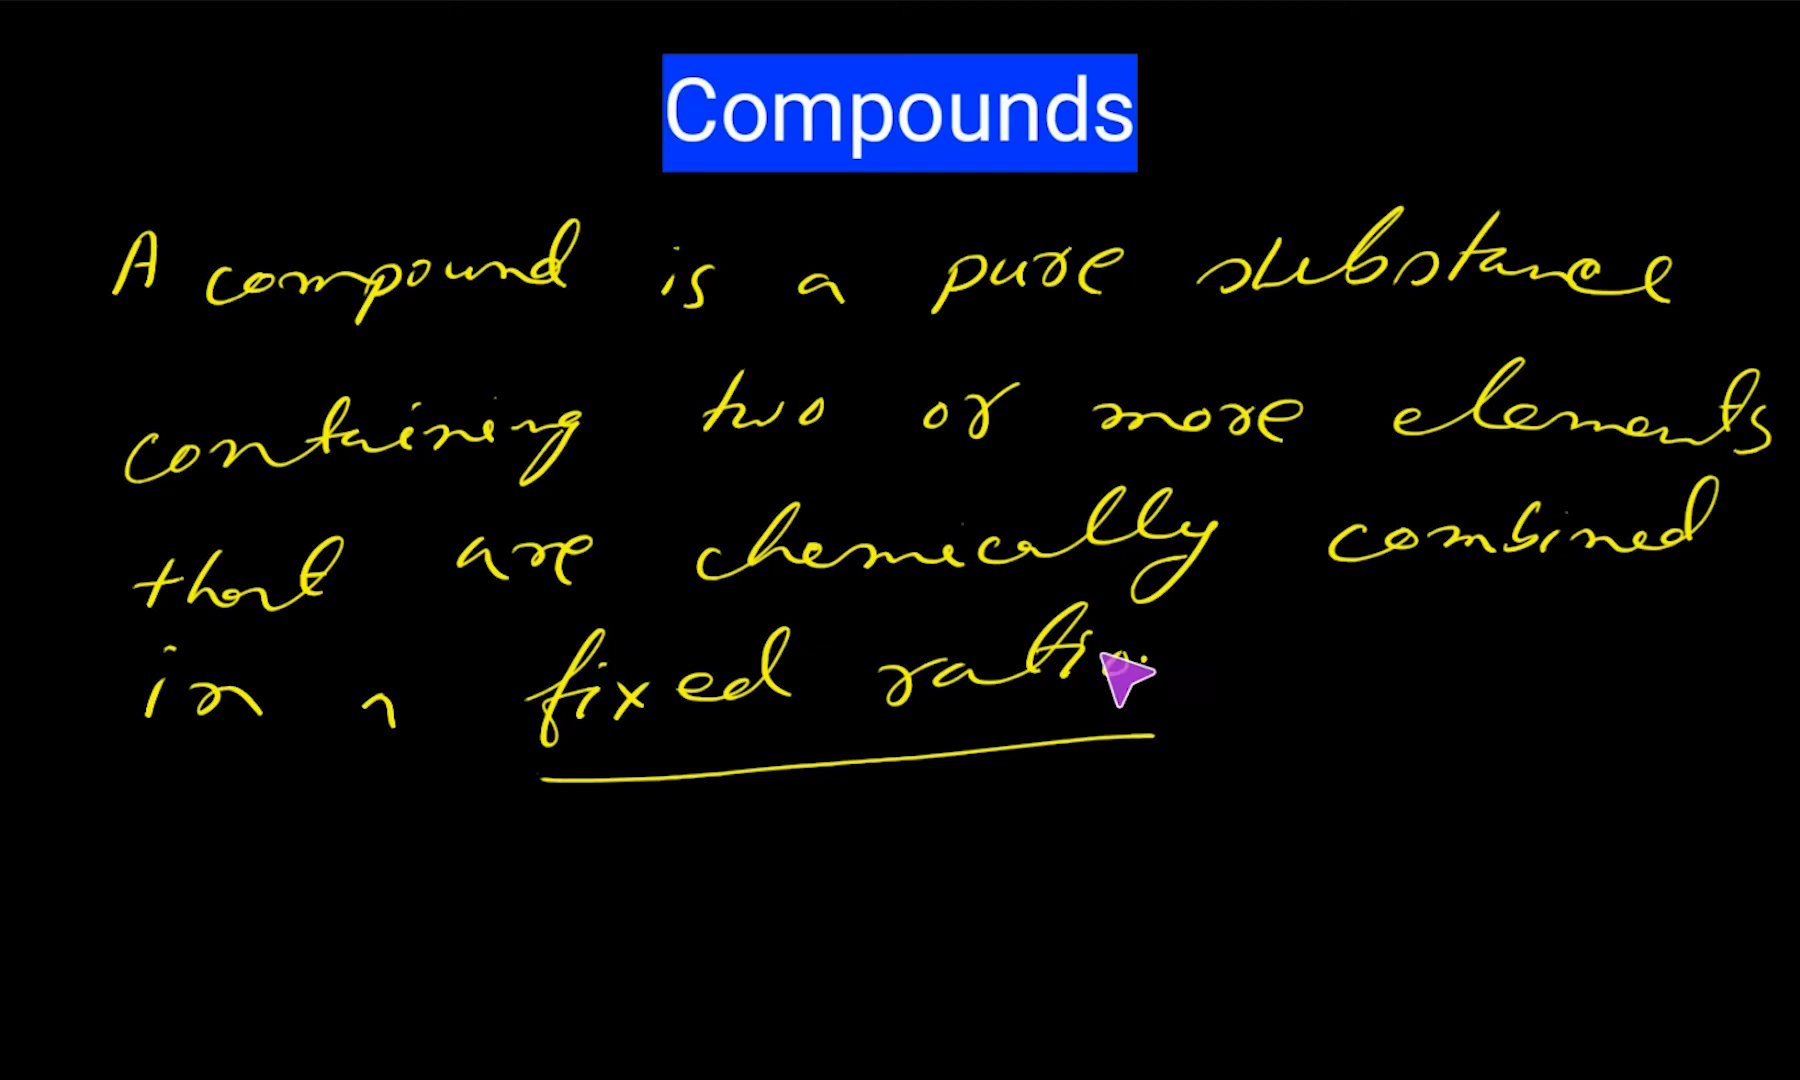 Compounds
A compound is a pure substance
containing two or more elements
that are chemically combined
in a fixed ratio.